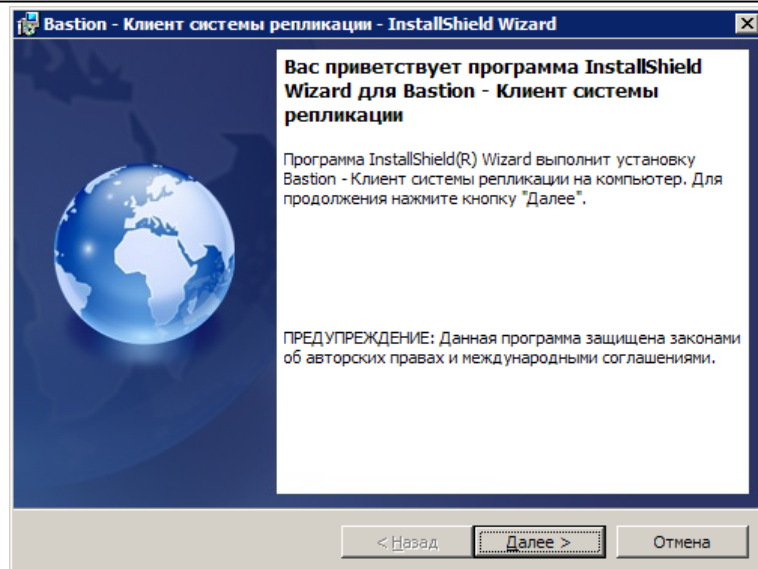 Bastion - Клиент системы репликации - InstallShield Wizard
Вас приветствует программа InstallShield
Wizard для Bastion - Клиент системы
репликации
Программа InstallShield(R) Wizard выполнит установку
Bastion - Клиент системы репликации на компьютер. Для
продолжения нажмите кнопку "Далее".
ПРЕДУПРЕЖДЕНИЕ: Данная программа защищена законами
об авторских правах и международными соглашениями.
< Назад Далее > Отмена